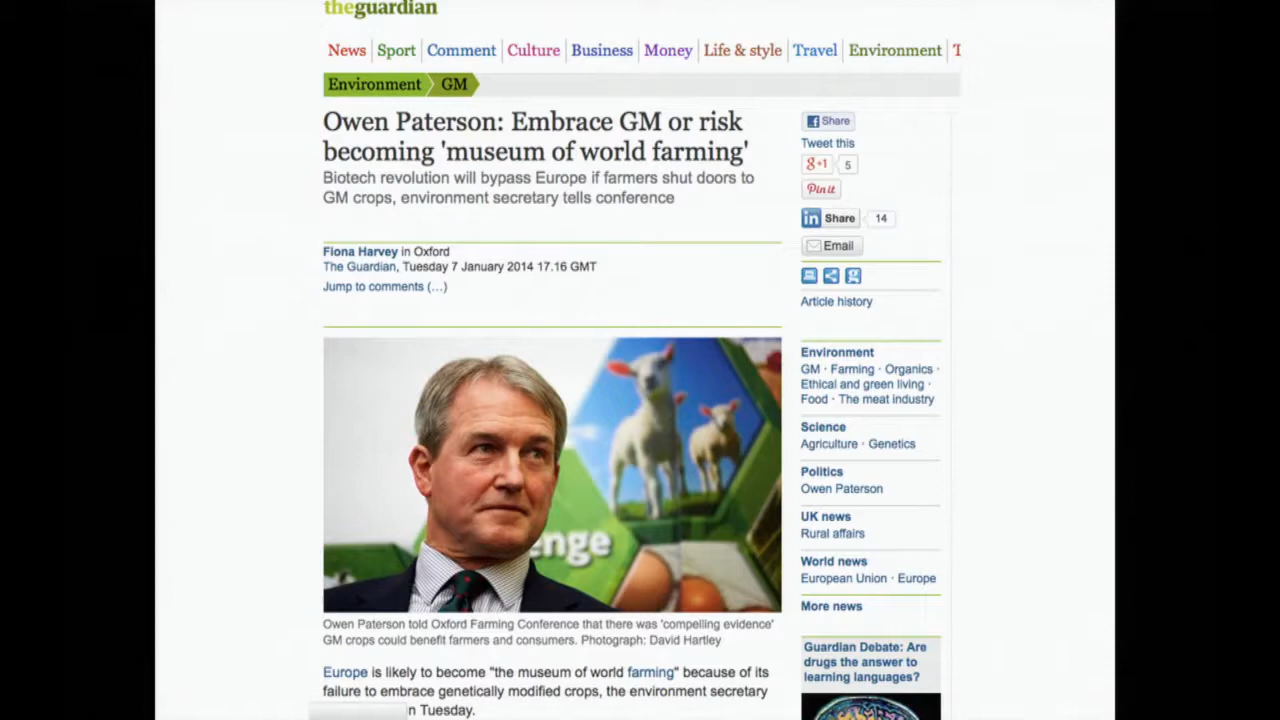 theguardian
News Sport Comment Culture Business Money Life & style Travel Environment T
Environment GM
Owen Paterson: Embrace GM or risk
becoming 'museum of world farming'
Biotech revolution will bypass Europe if farmers shut doors to
GM crops, environment secretary tells conference
Fiona Harvey in Oxford
The Guardian, Tuesday 7 January 2014 17.16 GMT
Jump to comments (…)
enge
Owen Paterson told Oxford Farming Conference that there was 'compelling evidence'
GM crops could benefit farmers and consumers. Photograph: David Hartley
Europe is likely to become "the museum of world farming" because of its
failure to embrace genetically modified crops, the environment secretary
n Tuesday.
Share
Tweet this
g+1 5
Pin it
in Share 14
Email
Article history
Environment
GM · Farming · Organics ·
Ethical and green living ·
Food · The meat industry
Science
Agriculture · Genetics
Politics
Owen Paterson
UK news
Rural affairs
World news
European Union · Europe
More news
Guardian Debate: Are
drugs the answer to
learning languages?